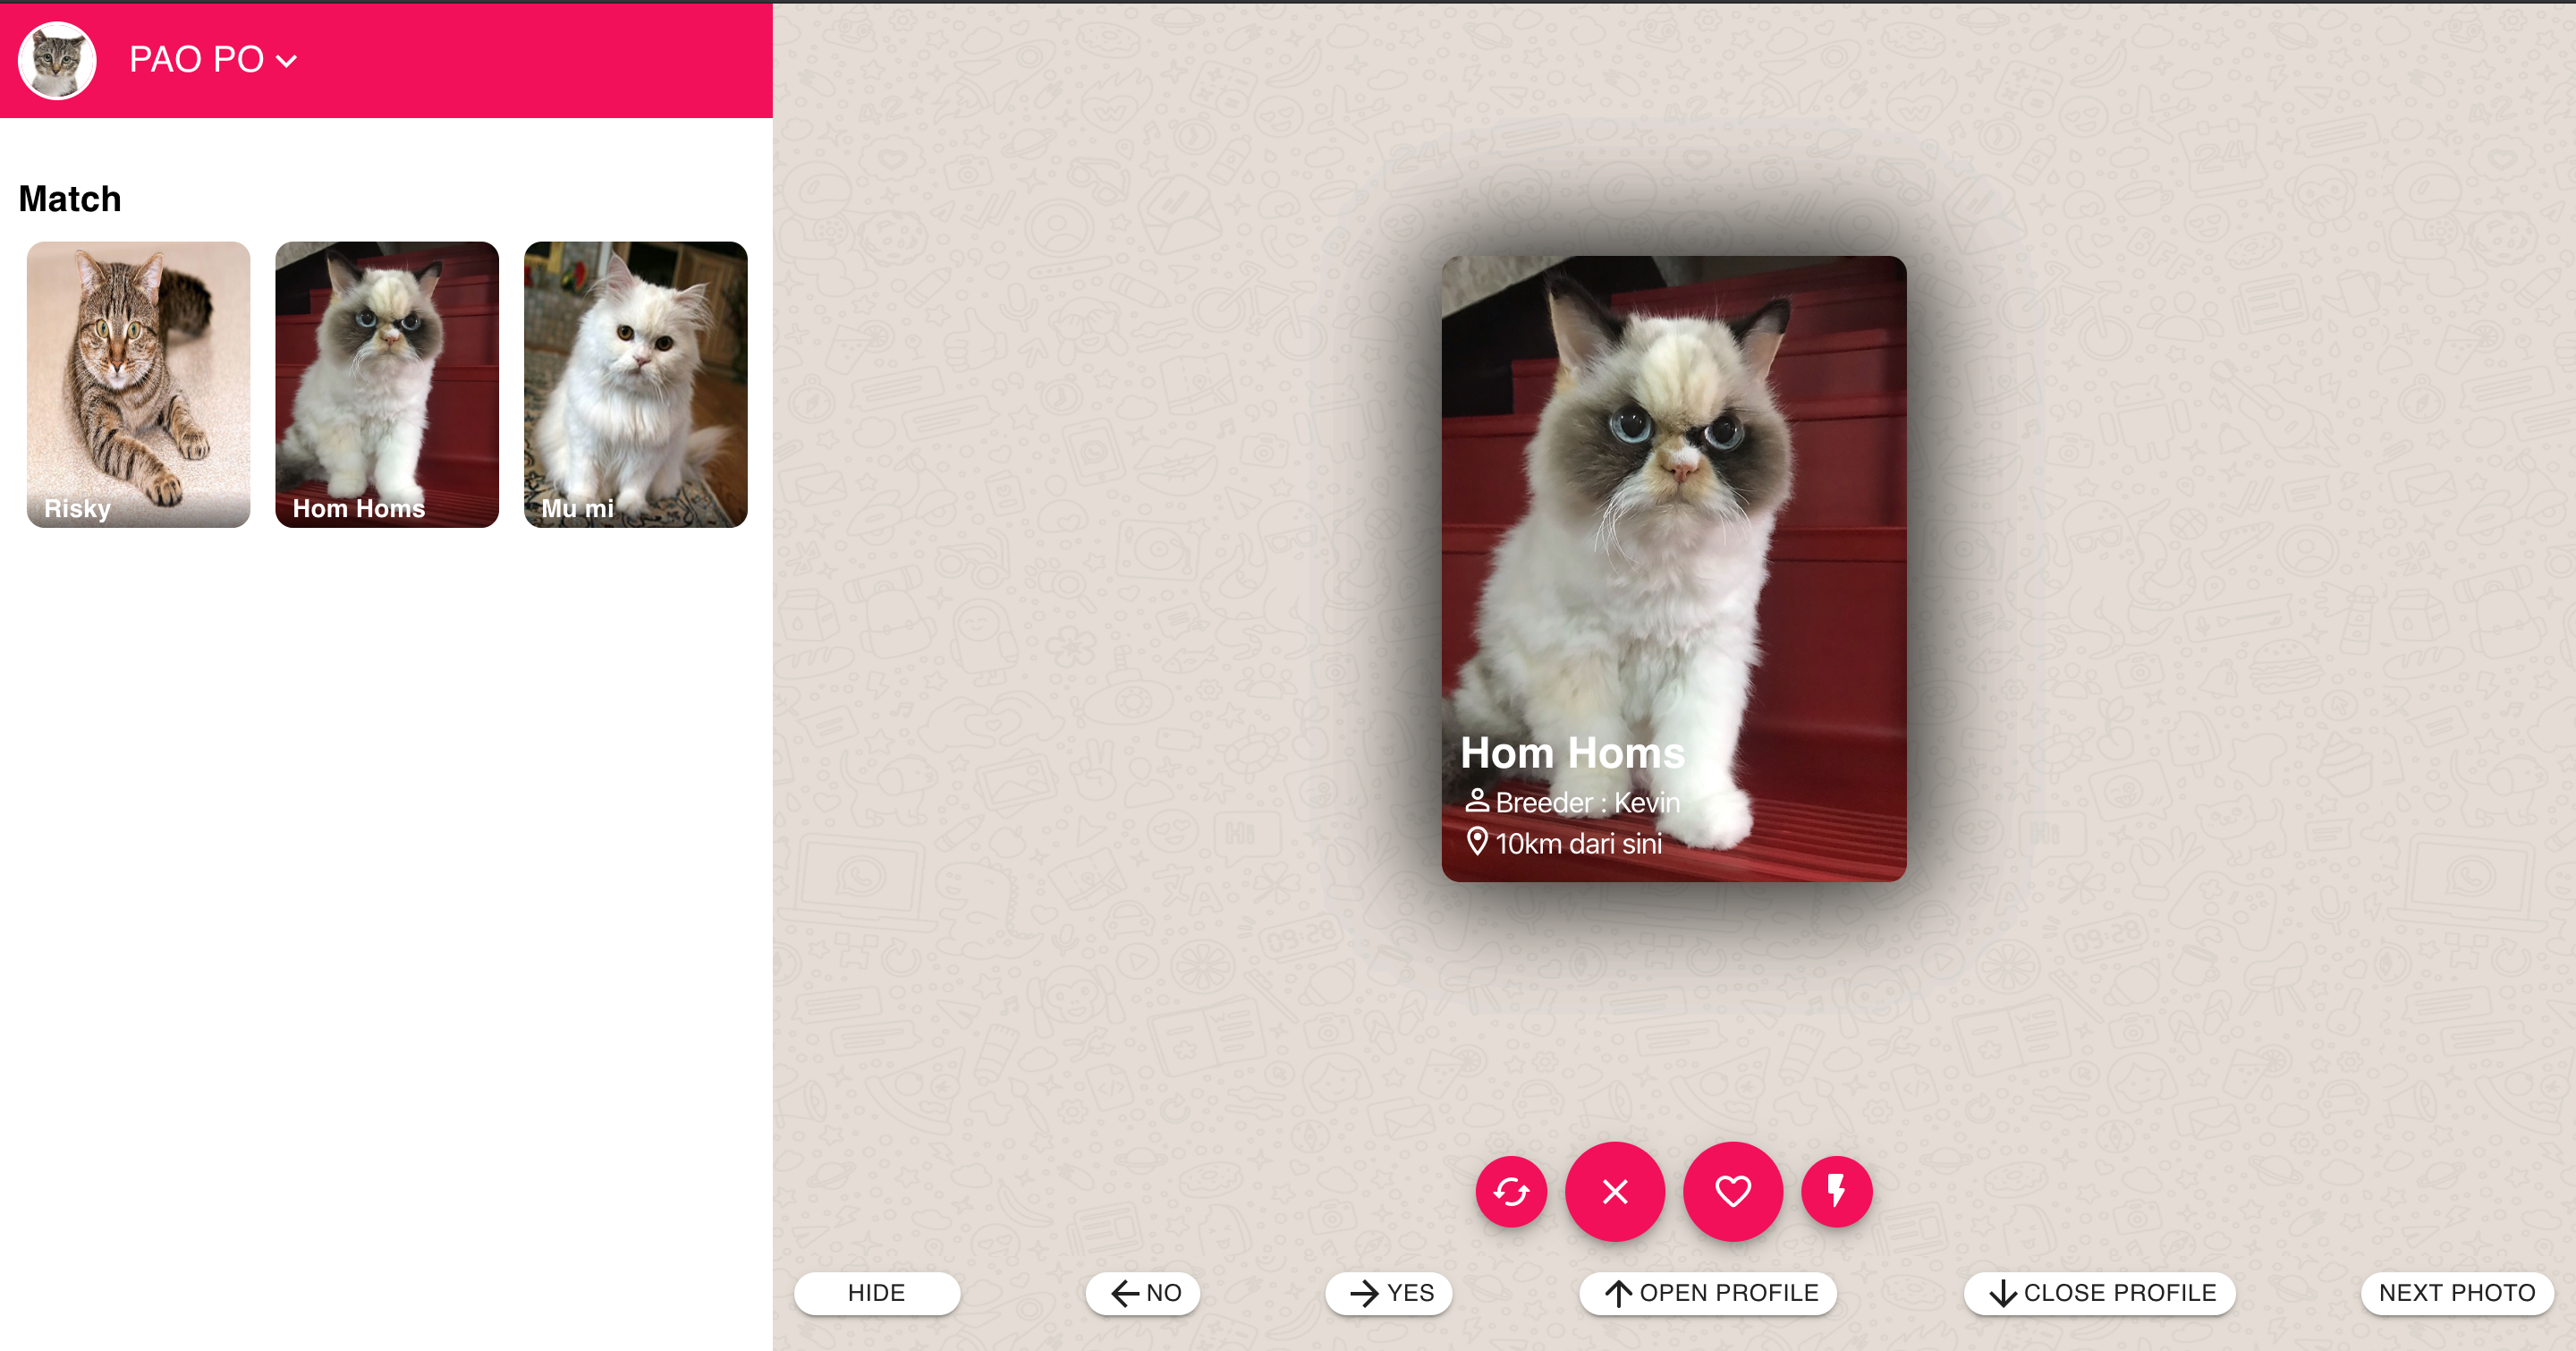 PAO PO
Match
Risky
Hom Homs
Mu mi
Hom Homs
Breeder : Kevin
10km dari sini
HIDE
NO
YES
OPEN PROFILE
CLOSE PROFILE
NEXT PHOTO